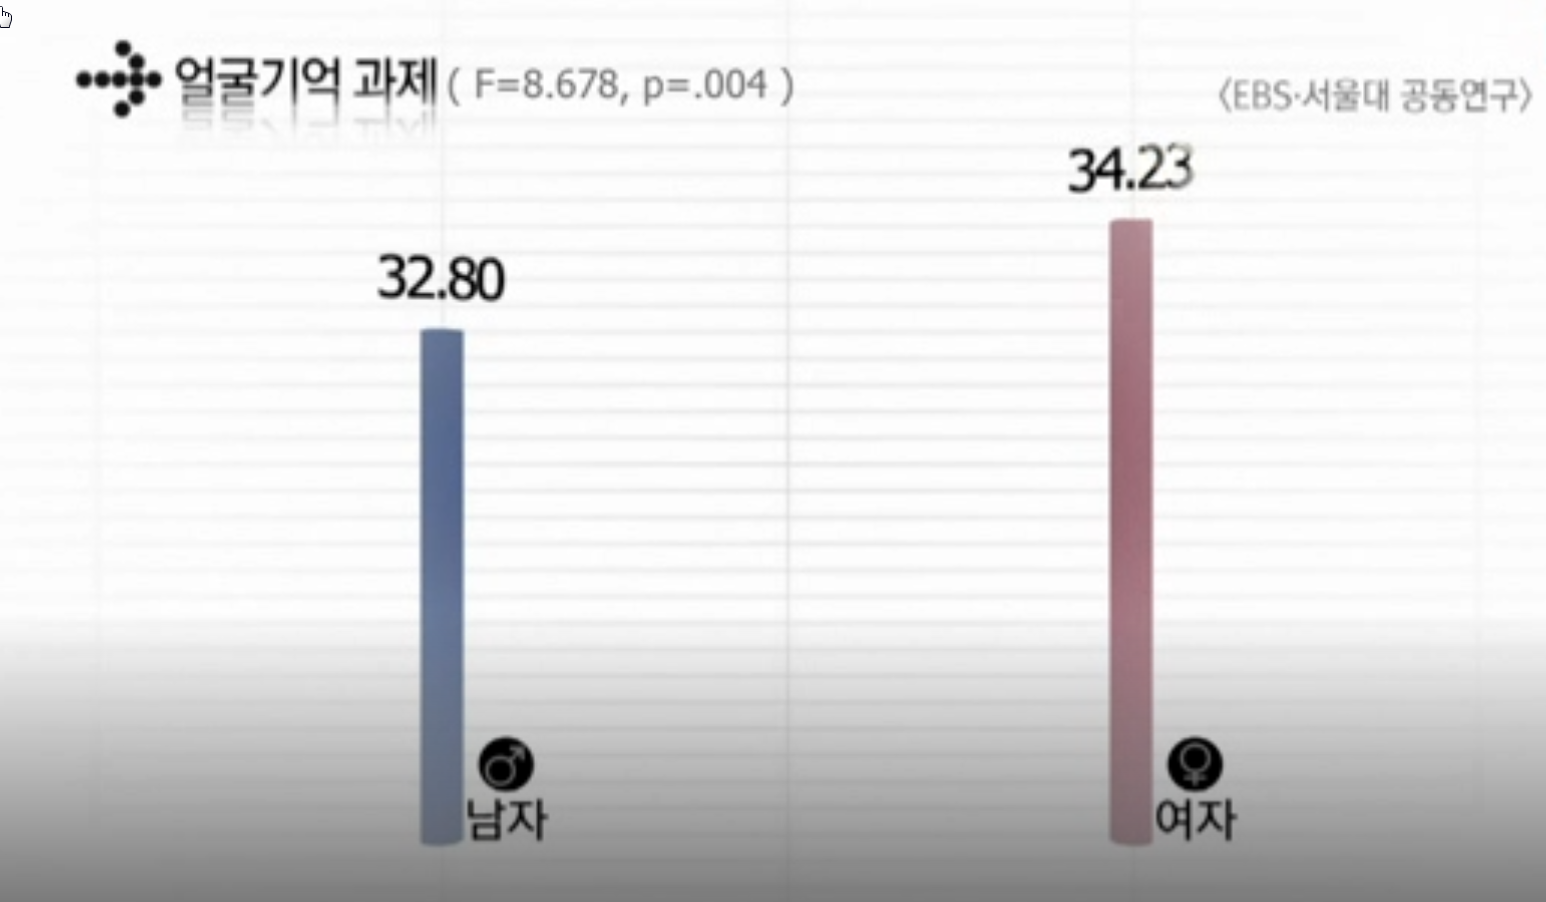 얼굴기억 과제 ( F=8.678, p=.004 )
〈EBS·서울대 공동연구〉
34.23
32.80
남자
여자